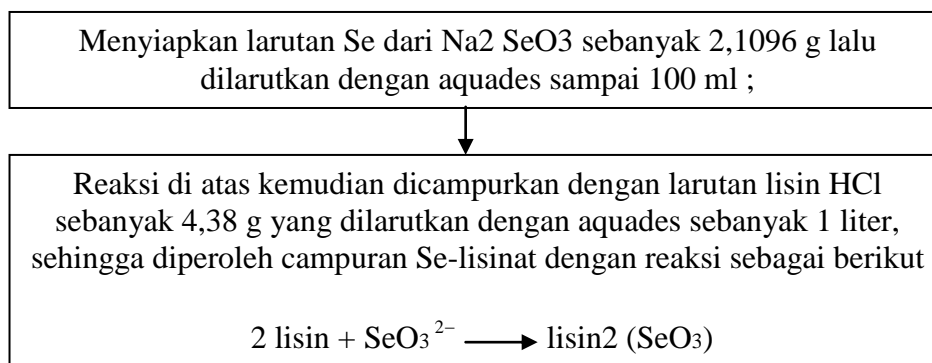 Menyiapkan larutan Se dari Na2 SeO3 sebanyak 2,1096 g lalu
dilarutkan dengan aquades sampai 100 ml ;
Reaksi di atas kemudian dicampurkan dengan larutan lisin HCl
sebanyak 4,38 g yang dilarutkan dengan aquades sebanyak 1 liter,
sehingga diperoleh campuran Se-lisinat dengan reaksi sebagai berikut
2 lisin + SeO₃²⁻ ⟶ lisin2 (SeO₃)